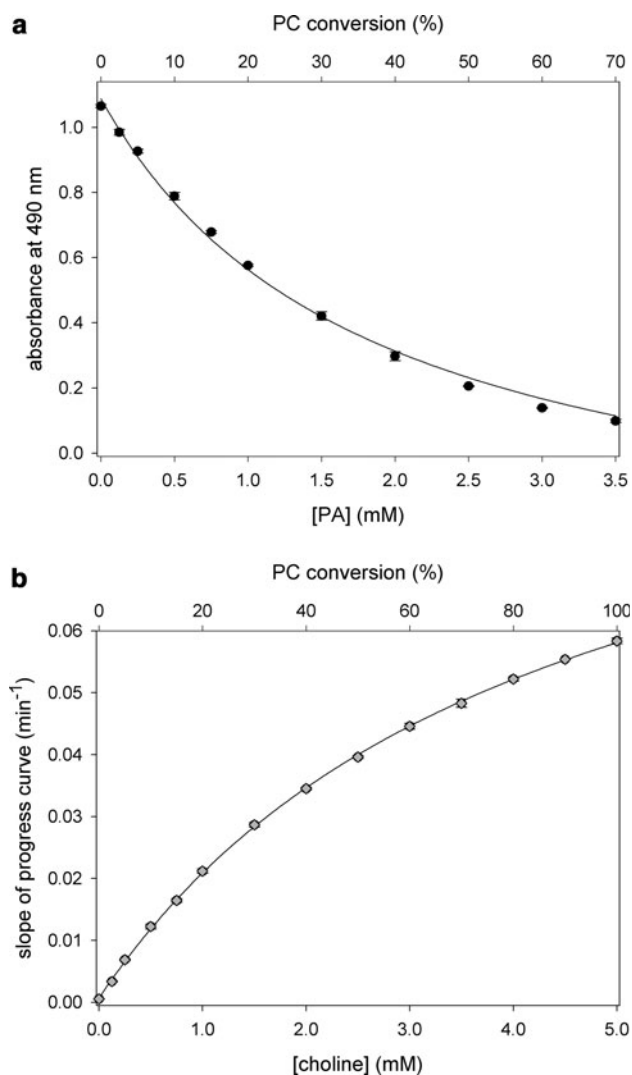 a
PC conversion (%)
0 10 20 30 40 50 60 70
absorbance at 490 nm
1.0
0.8
0.6
0.4
0.2
0.0
0.0 0.5 1.0 1.5 2.0 2.5 3.0 3.5
[PA] (mM)
b
PC conversion (%)
0 20 40 60 80 100
slope of progress curve (min⁻¹)
0.06
0.05
0.04
0.03
0.02
0.01
0.00
0.0 1.0 2.0 3.0 4.0 5.0
[choline] (mM)